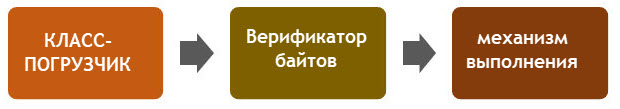 КЛАСС-
ПОГРУЗЧИК
Верификатор
байтов
механизм
выполнения